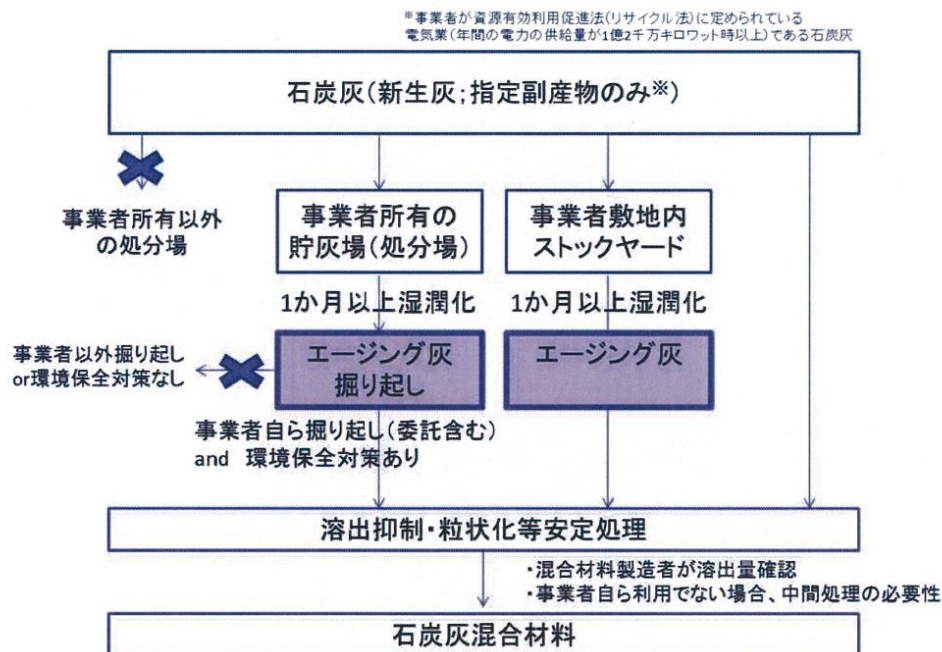 ※事業者が資源有効利用促進法(リサイクル法)に定められている
電気業(年間の電力の供給量が1億2千万キロワット時以上)である石炭灰
石炭灰(新生灰;指定副産物のみ※)
事業者所有以外
の処分場
事業者所有の
貯灰場(処分場)
事業者敷地内
ストックヤード
1か月以上湿潤化
1か月以上湿潤化
事業者以外掘り起し
or環境保全対策なし
エージング灰
掘り起し
エージング灰
事業者自ら掘り起し(委託含む)
and 環境保全対策あり
溶出抑制・粒状化等安定処理
・混合材料製造者が溶出量確認
・事業者自ら利用でない場合、中間処理の必要性
石炭灰混合材料